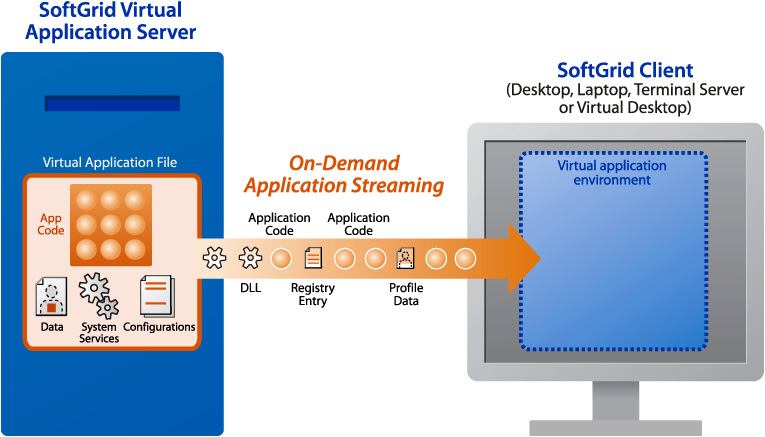 SoftGrid Virtual
Application Server
Virtual Application File
App
Code
Data
System
Services
Configurations
On-Demand
Application Streaming
Application
Code
Application
Code
DLL
Registry
Entry
Profile
Data
SoftGrid Client
(Desktop, Laptop, Terminal Server
or Virtual Desktop)
Virtual application
environment